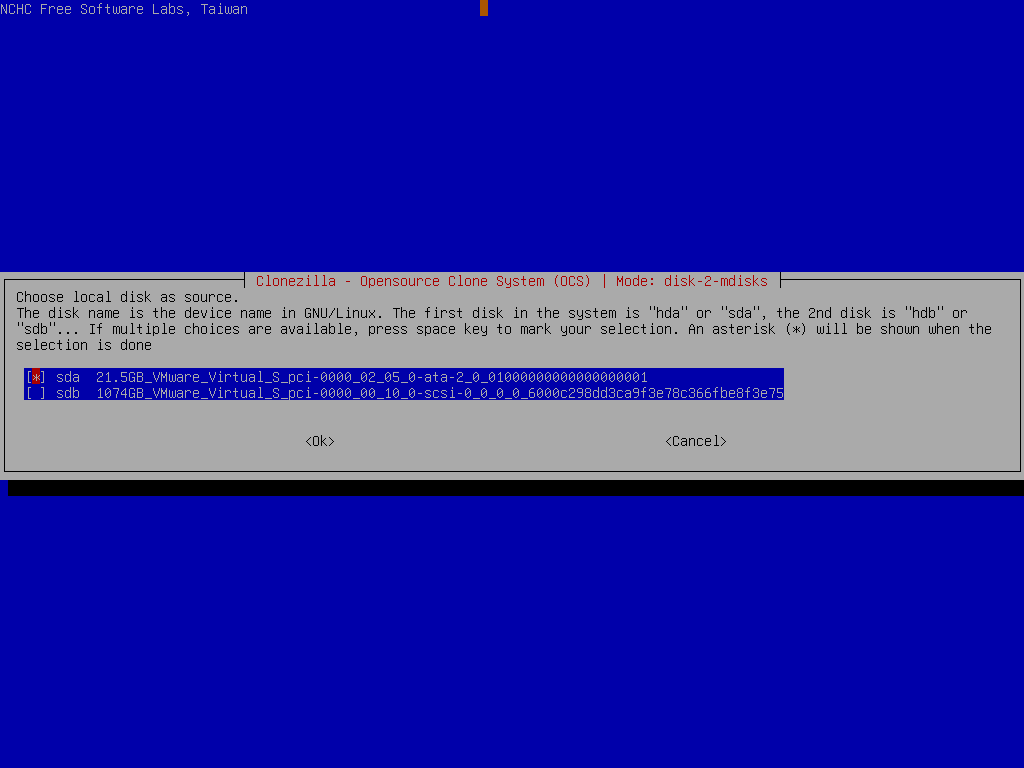 NCHC Free Software Labs, Taiwan
Clonezilla - Opensource Clone System (OCS) | Mode: disk-2-mdisks
Choose local disk as source.
The disk name is the device name in GNU/Linux. The first disk in the system is "hda" or "sda", the 2nd disk is "hdb" or
"sdb"... If multiple choices are available, press space key to mark your selection. An asterisk (*) will be shown when the
selection is done
[*] sda  21.5GB_VMware_Virtual_S_pci-0000_02_05_0-ata-2_0_01000000000000000001
[ ] sdb  1074GB_VMware_Virtual_S_pci-0000_00_10_0-scsi-0_0_0_0_6000c298dd3ca9f3e78c366fbe8f3e75
<Ok> <Cancel>